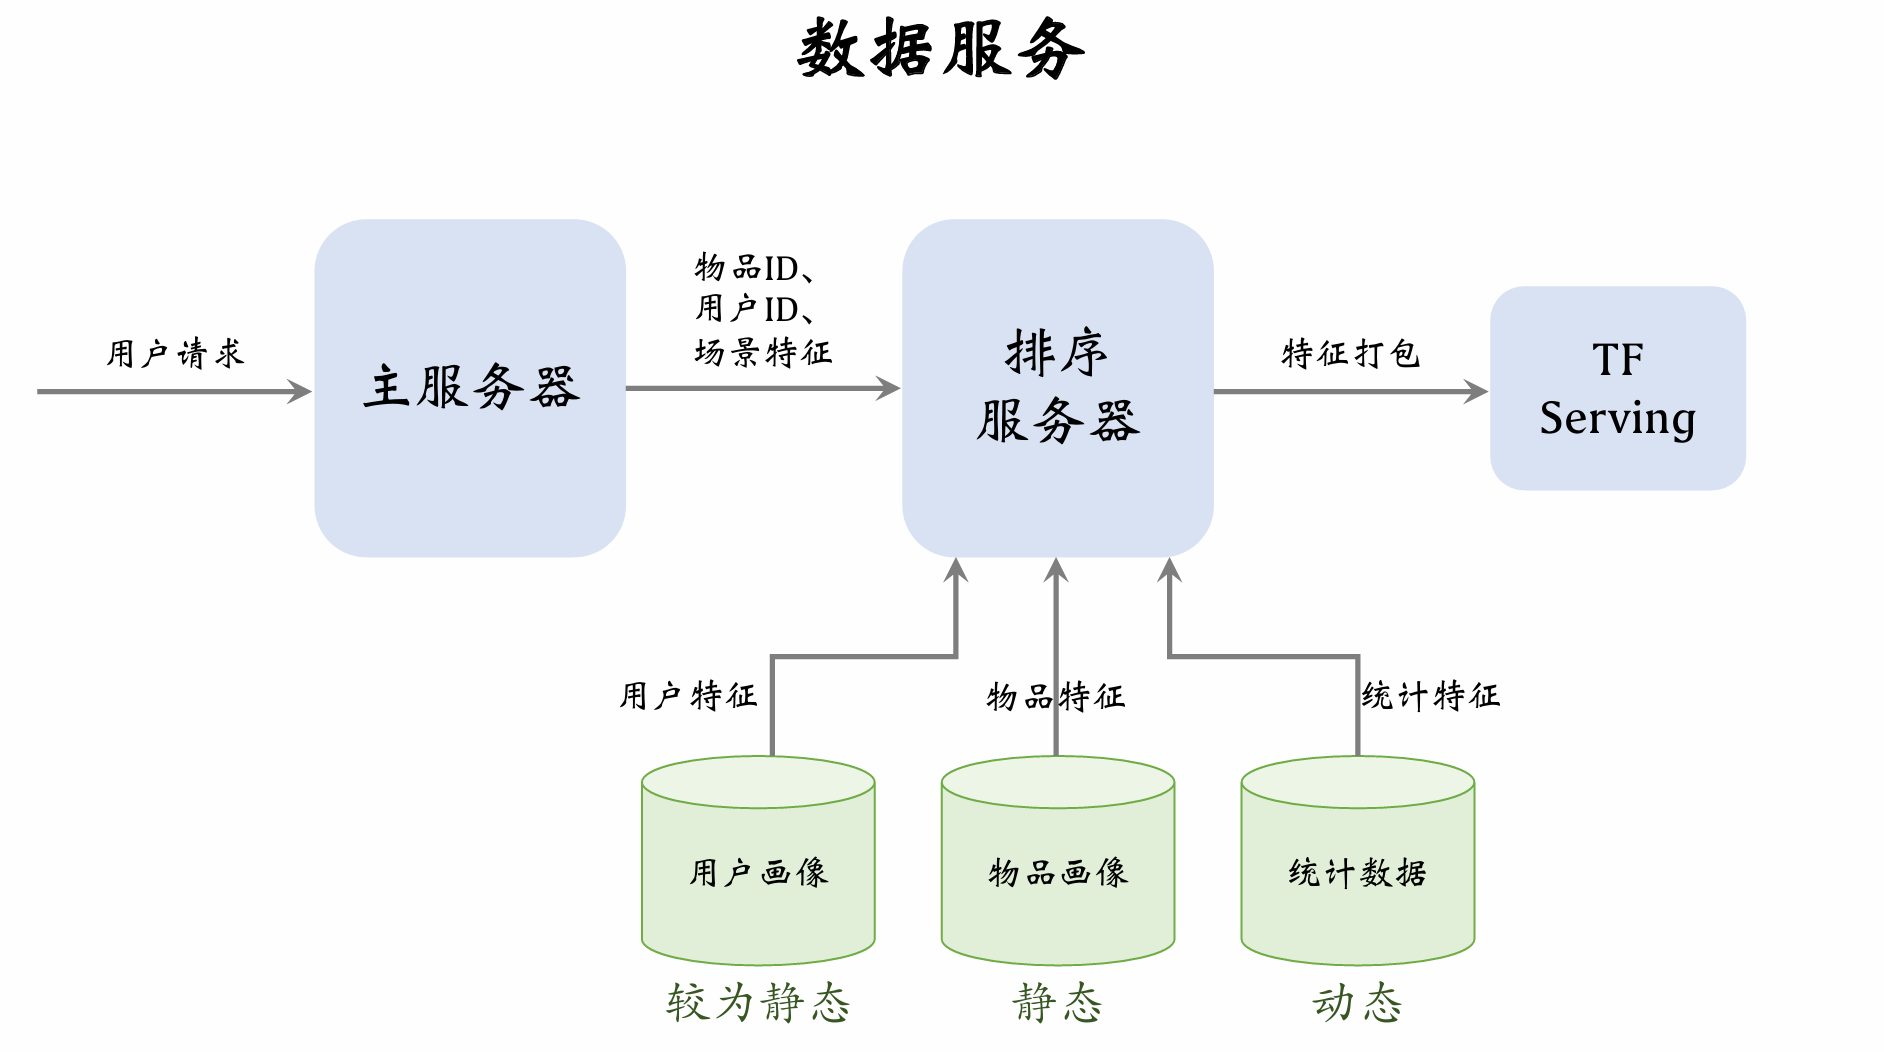 数据服务
用户请求
主服务器
物品ID、
用户ID、
场景特征
排序
服务器
特征打包
TF
Serving
用户特征
物品特征
统计特征
用户画像
物品画像
统计数据
较为静态
静态
动态